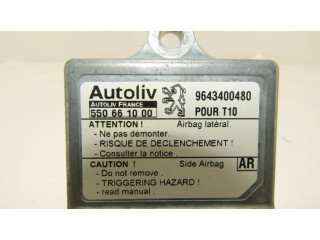 Autoliv
AUTOLIV FRANCE
550 66 10 00
9643400480
POUR T10
ATTENTION ! Airbag latéral.
- Ne pas démonter.
- RISQUE DE DECLENCHEMENT !
- Consulter la notice .
CAUTION ! Side Airbag AR
- Do not remove .
- TRIGGERING HAZARD !
- read manual .